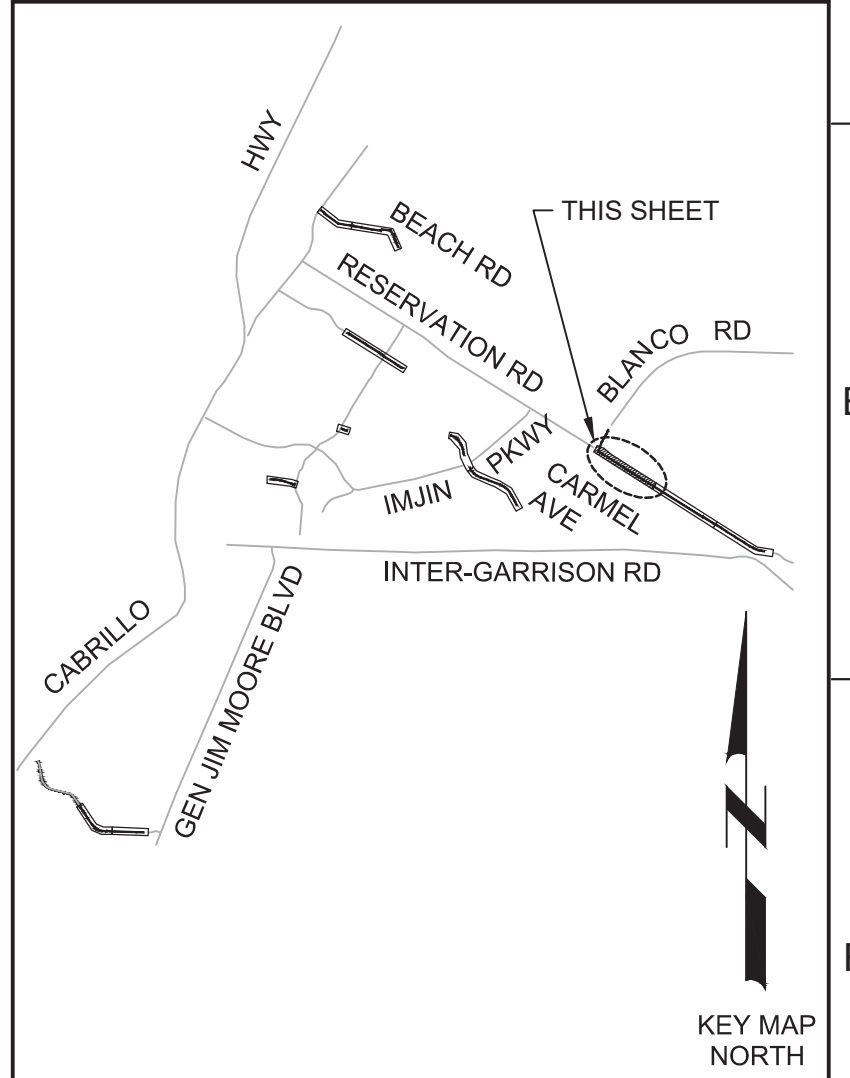 HWY
BEACH RD
THIS SHEET
RESERVATION RD
BLANCO RD
IMJIN PKWY
CARMEL AVE
INTER-GARRISON RD
CABRILLO
GEN JIM MOORE BLVD
N
KEY MAP
NORTH